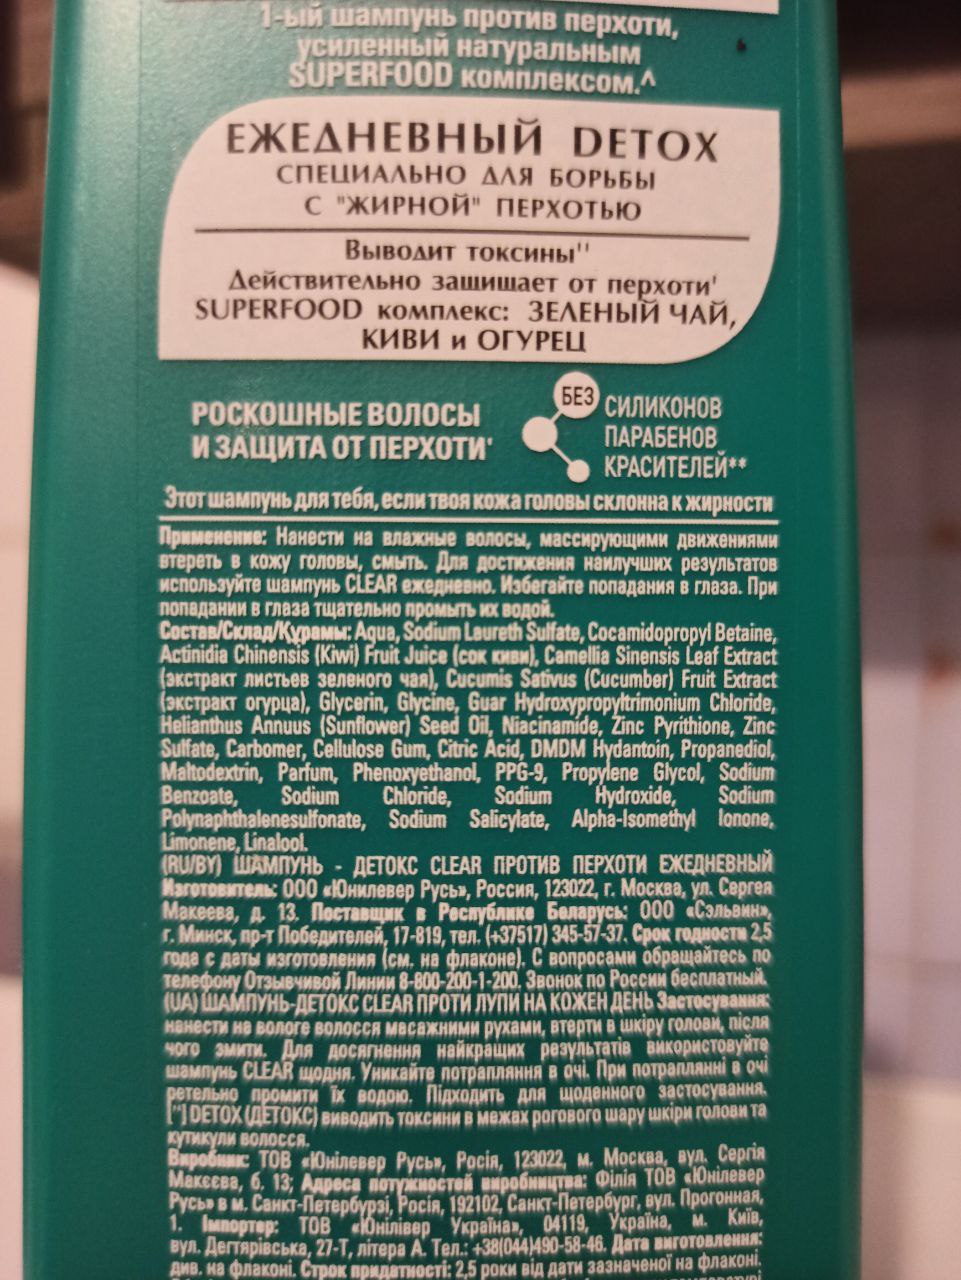 1-ый шампунь против перхоти,
усиленный натуральным
SUPERFOOD комплексом.^
ЕЖЕДНЕВНЫЙ DETOX
СПЕЦИАЛЬНО ДЛЯ БОРЬБЫ
С "ЖИРНОЙ" ПЕРХОТЬЮ
Выводит токсины''
Действительно защищает от перхоти'
SUPERFOOD комплекс: ЗЕЛЕНЫЙ ЧАЙ,
КИВИ и ОГУРЕЦ
РОСКОШНЫЕ ВОЛОСЫ
И ЗАЩИТА ОТ ПЕРХОТИ'
БЕЗ СИЛИКОНОВ
ПАРАБЕНОВ
КРАСИТЕЛЕЙ**
Этот шампунь для тебя, если твоя кожа головы склонна к жирности
Применение: Нанести на влажные волосы, массирующими движениями
втереть в кожу головы, смыть. Для достижения наилучших результатов
используйте шампунь CLEAR ежедневно. Избегайте попадания в глаза. При
попадании в глаза тщательно промыть их водой.
Состав/Склад/Құрамы: Aqua, Sodium Laureth Sulfate, Cocamidopropyl Betaine,
Actinidia Chinensis (Kiwi) Fruit Juice (сок киви), Camellia Sinensis Leaf Extract
(экстракт листьев зеленого чая), Cucumis Sativus (Cucumber) Fruit Extract
(экстракт огурца), Glycerin, Glycine, Guar Hydroxypropyltrimonium Chloride,
Helianthus Annuus (Sunflower) Seed Oil, Niacinamide, Zinc Pyrithione, Zinc
Sulfate, Carbomer, Cellulose Gum, Citric Acid, DMDM Hydantoin, Propanediol,
Maltodextrin, Parfum, Phenoxyethanol, PPG-9, Propylene Glycol, Sodium
Benzoate, Sodium Chloride, Sodium Hydroxide, Sodium
Polynaphthalenesulfonate, Sodium Salicylate, Alpha-Isomethyl Ionone,
Limonene, Linalool.
(RU/BY) ШАМПУНЬ - ДЕТОКС CLEAR ПРОТИВ ПЕРХОТИ ЕЖЕДНЕВНЫЙ
Изготовитель: ООО «Юнилевер Русь», Россия, 123022, г. Москва, ул. Сергея
Макеева, д. 13. Поставщик в Республике Беларусь: ООО «Сэльвин»,
г. Минск, пр-т Победителей, 17-819, тел. (+37517) 345-57-37. Срок годности 2,5
года с даты изготовления (см. на флаконе). С вопросами обращайтесь по
телефону Отзывчивой Линии 8-800-200-1-200. Звонок по России бесплатный.
(UA) ШАМПУНЬ-ДЕТОКС CLEAR ПРОТИ ЛУПИ НА КОЖЕН ДЕНЬ Застосування:
нанести на вологе волосся масажними рухами, втерти в шкіру голови, після
чого змити. Для досягнення найкращих результатів використовуйте
шампунь CLEAR щодня. Уникайте потрапляння в очі. При потраплянні в очі
ретельно промити їх водою. Підходить для щоденного застосування.
[''] DETOX (ДЕТОКС) виводить токсини в межах рогового шару шкіри голови та
кутикули волосся.
Виробник: ТОВ «Юнілевер Русь», Росія, 123022, м. Москва, вул. Сергія
Макєєва, б. 13; Адреса потужностей виробництва: Філія ТОВ «Юнілевер
Русь» в м. Санкт-Петербурзі, Росія, 192102, Санкт-Петербург, вул. Прогонная,
1. Імпортер: ТОВ «Юнілівер Україна», 04119, Україна, м. Київ,
вул. Дегтярівська, 27-Т, літера А. Тел.: +38(044)490-58-46. Дата виготовлення:
див. на флаконі. Строк придатності: 2,5 роки від дати зазначеної на флаконі.